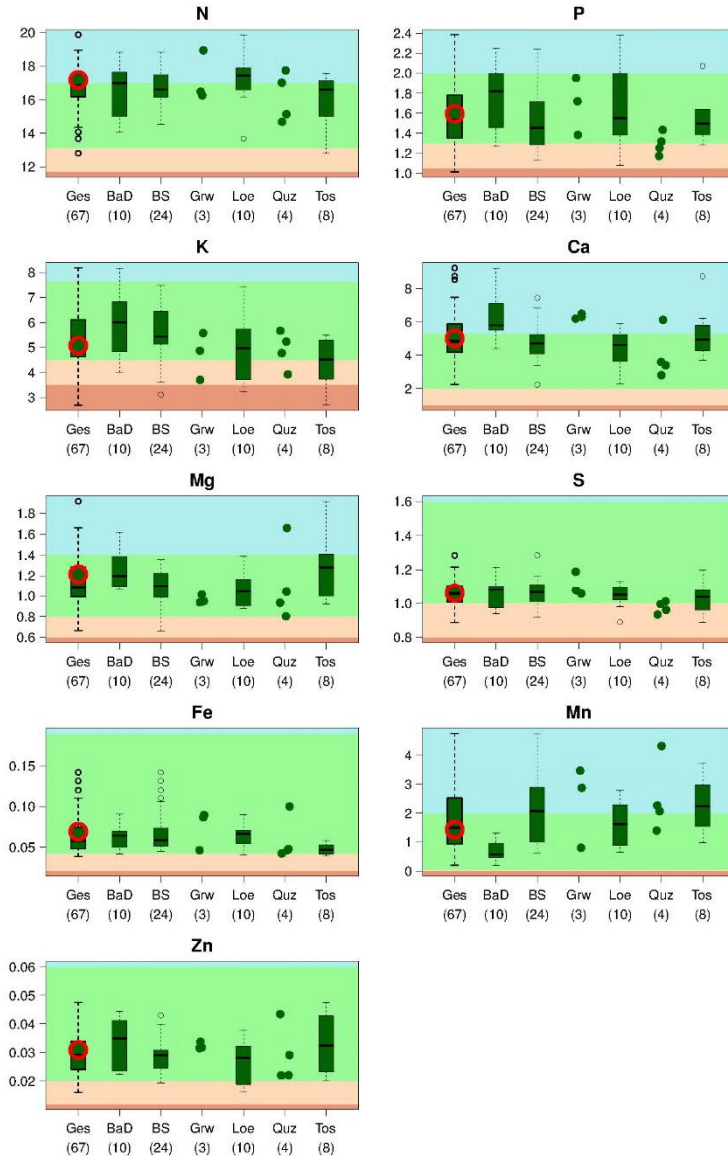 N
20
18
16
14
12
Ges BaD BS Grw Loe Quz Tos
(67) (10) (24) (3) (10) (4) (8)
P
2.4
2.2
2.0
1.8
1.6
1.4
1.2
1.0
Ges BaD BS Grw Loe Quz Tos
(67) (10) (24) (3) (10) (4) (8)
K
8
7
6
5
4
3
Ges BaD BS Grw Loe Quz Tos
(67) (10) (24) (3) (10) (4) (8)
Ca
8
6
4
2
Ges BaD BS Grw Loe Quz Tos
(67) (10) (24) (3) (10) (4) (8)
Mg
1.8
1.6
1.4
1.2
1.0
0.8
0.6
Ges BaD BS Grw Loe Quz Tos
(67) (10) (24) (3) (10) (4) (8)
S
1.6
1.4
1.2
1.0
0.8
Ges BaD BS Grw Loe Quz Tos
(67) (10) (24) (3) (10) (4) (8)
Fe
0.15
0.10
0.05
Ges BaD BS Grw Loe Quz Tos
(67) (10) (24) (3) (10) (4) (8)
Mn
4
3
2
1
0
Ges BaD BS Grw Loe Quz Tos
(67) (10) (24) (3) (10) (4) (8)
Zn
0.06
0.05
0.04
0.03
0.02
Ges BaD BS Grw Loe Quz Tos
(67) (10) (24) (3) (10) (4) (8)